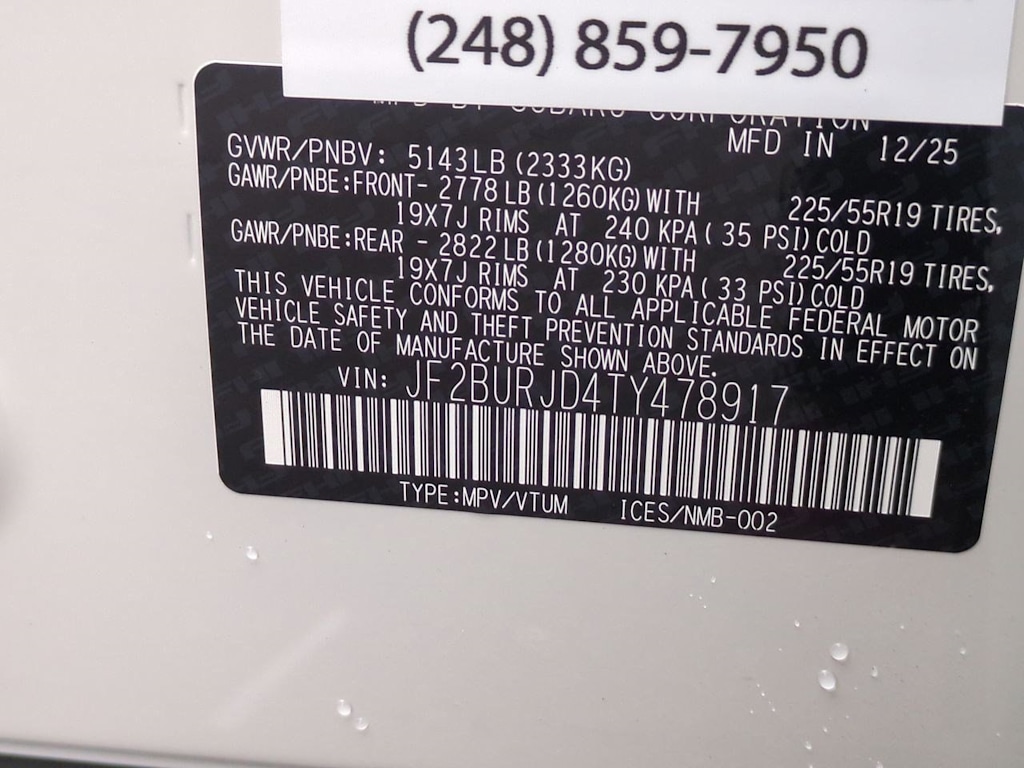 (248) 859-7950
CORPORATION
MFD IN 12/25
GVWR/PNBV: 5143LB (2333KG)
GAWR/PNBE:FRONT- 2778 LB (1260KG) WITH 225/55R19 TIRES,
19X7J RIMS AT 240 KPA ( 35 PSI) COLD
GAWR/PNBE:REAR - 2822 LB (1280KG) WITH 225/55R19 TIRES,
19X7J RIMS AT 230 KPA ( 33 PSI) COLD
THIS VEHICLE CONFORMS TO ALL APPLICABLE FEDERAL MOTOR
VEHICLE SAFETY AND THEFT PREVENTION STANDARDS IN EFFECT ON
THE DATE OF MANUFACTURE SHOWN ABOVE.
VIN: JF2BURJD4TY478917
TYPE:MPV/VTUM ICES/NMB-002